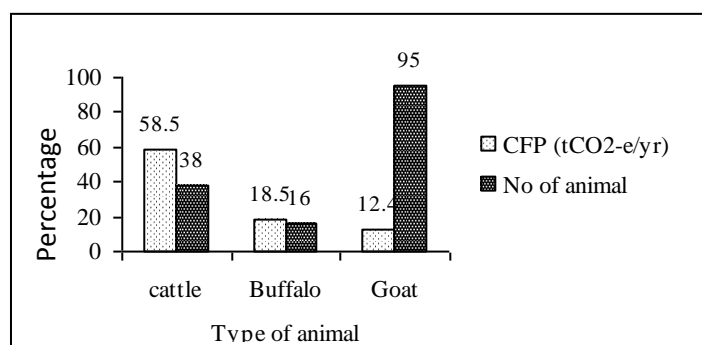 Percentage
100
80
60
40
20
0
58.5
38
18.5
16
12.4
95
cattle
Buffalo
Goat
Type of animal
CFP (tCO2-e/yr)
No of animal